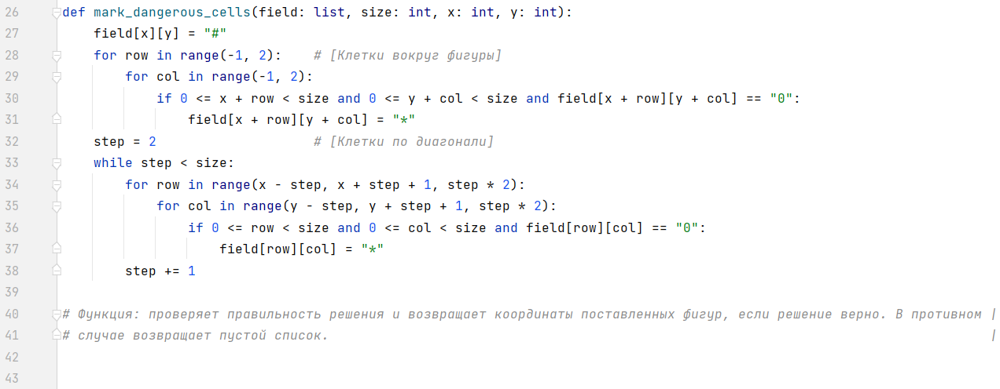 26 def mark_dangerous_cells(field: list, size: int, x: int, y: int):
27     field[x][y] = "#"
28     for row in range(-1, 2):    # [Клетки вокруг фигуры]
29         for col in range(-1, 2):
30             if 0 <= x + row < size and 0 <= y + col < size and field[x + row][y + col] == "0":
31                 field[x + row][y + col] = "*"
32     step = 2                    # [Клетки по диагонали]
33     while step < size:
34         for row in range(x - step, x + step + 1, step * 2):
35             for col in range(y - step, y + step + 1, step * 2):
36                 if 0 <= row < size and 0 <= col < size and field[row][col] == "0":
37                     field[row][col] = "*"
38         step += 1
39
40 # Функция: проверяет правильность решения и возвращает координаты поставленных фигур, если решение верно. В противном |
41 # случае возвращает пустой список.                                                                                    |
42
43